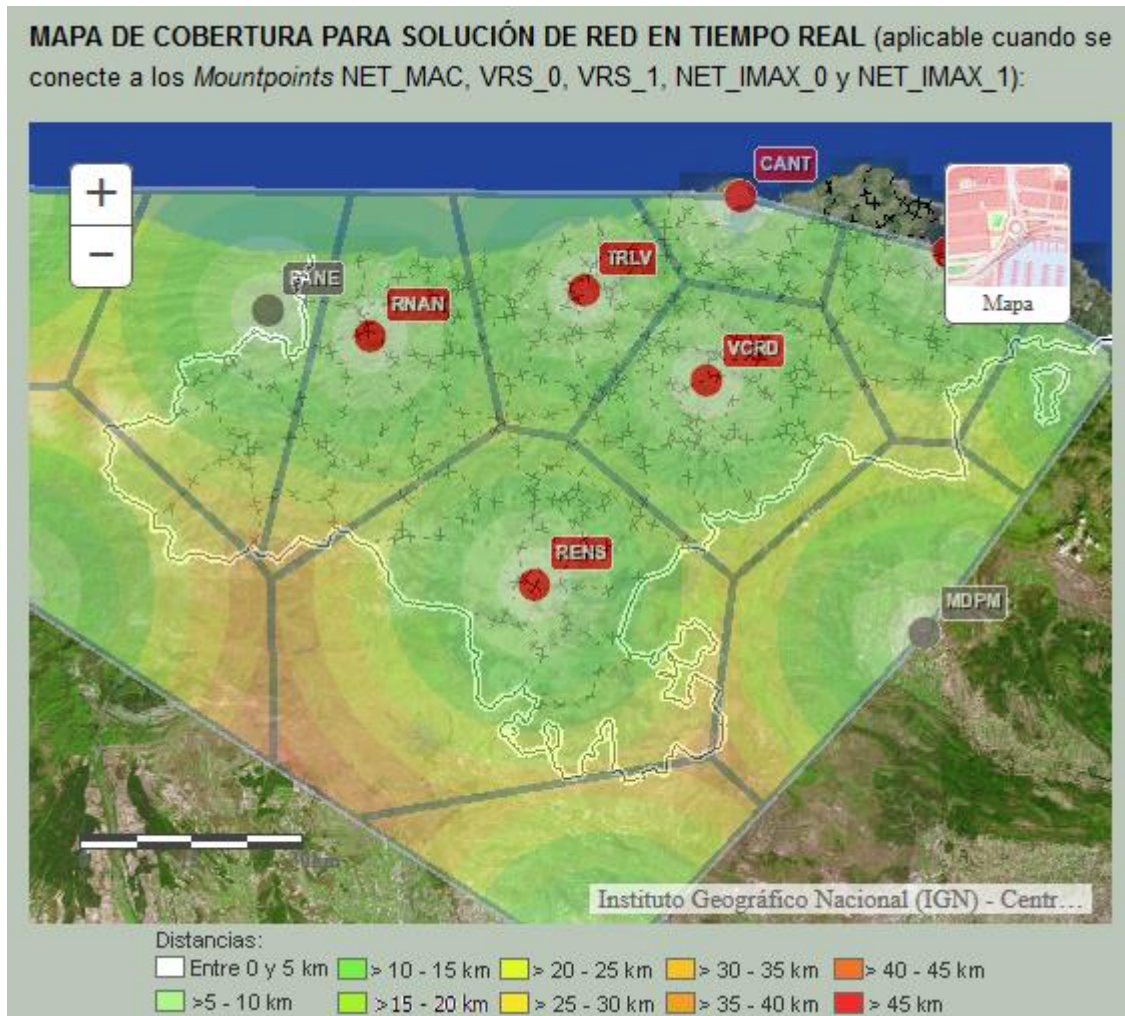 MAPA DE COBERTURA PARA SOLUCIÓN DE RED EN TIEMPO REAL (aplicable cuando se
conecte a los Mountpoints NET_MAC, VRS_0, VRS_1, NET_IMAX_0 y NET_IMAX_1):
+
−
CANT
Mapa
PANE
TRLV
RNAN
VCRD
RENS
MDPM
Instituto Geográfico Nacional (IGN) - Centr...
Distancias:
Entre 0 y 5 km > 10 - 15 km > 20 - 25 km > 30 - 35 km > 40 - 45 km
>5 - 10 km >15 - 20 km > 25 - 30 km > 35 - 40 km > 45 km